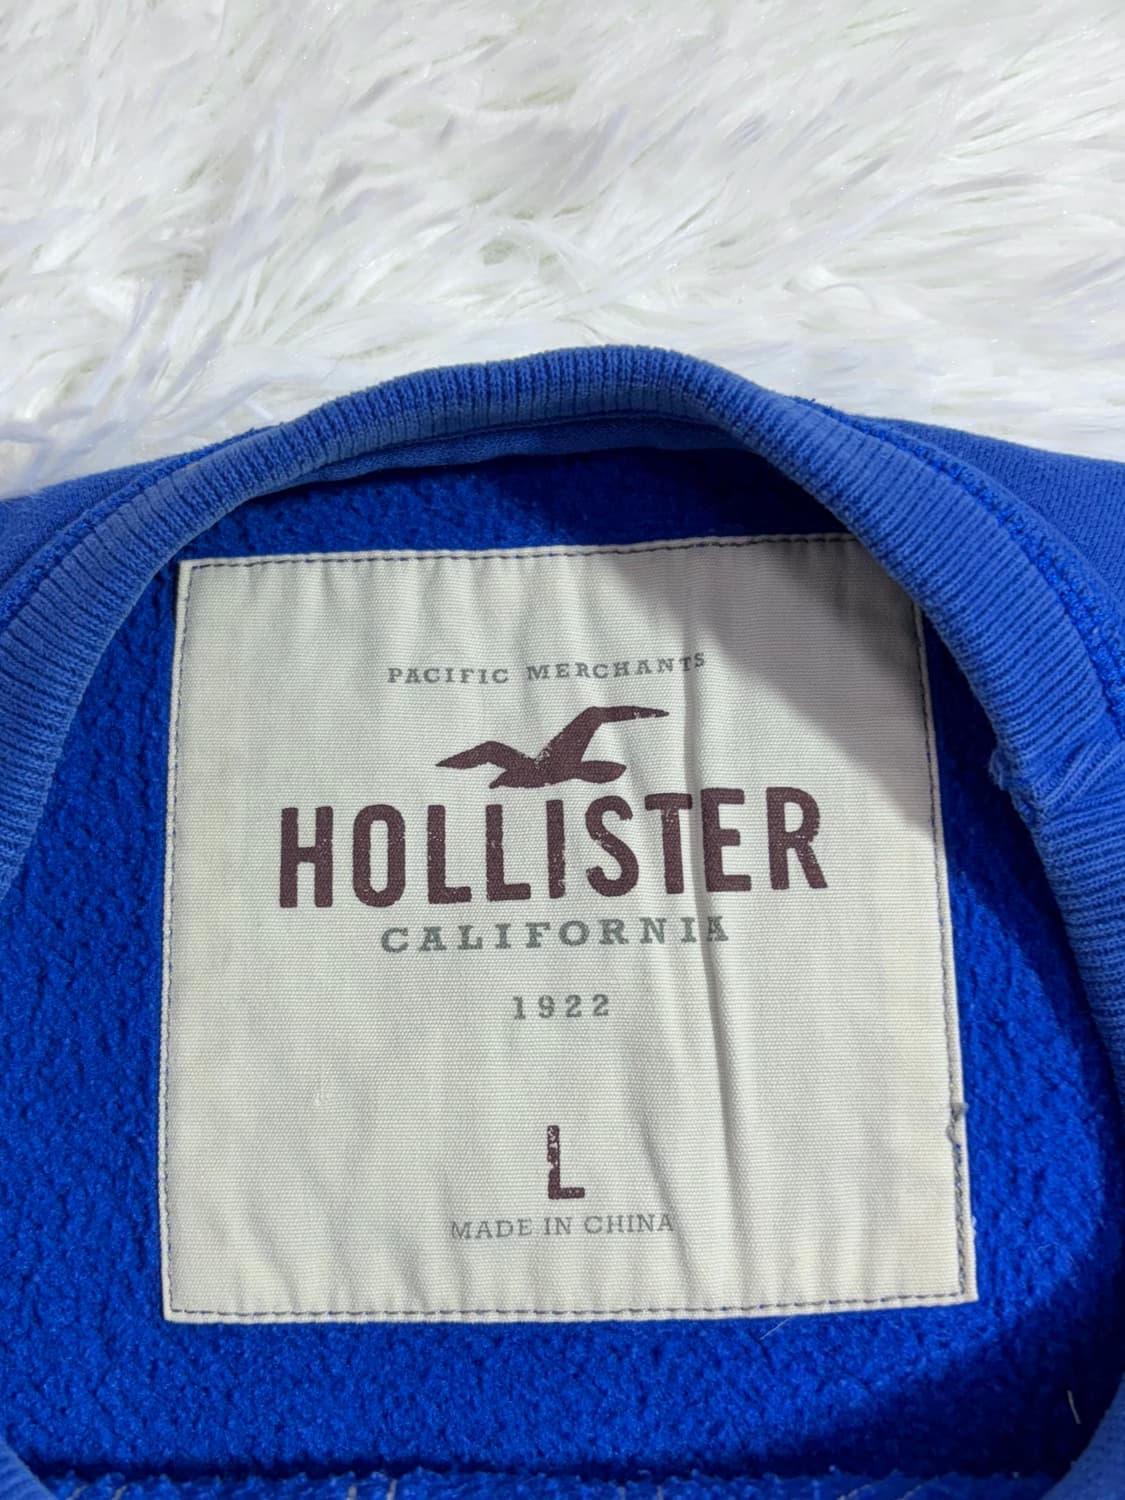 PACIFIC MERCHANTS
HOLLISTER
CALIFORNIA
1922
L
MADE IN CHINA